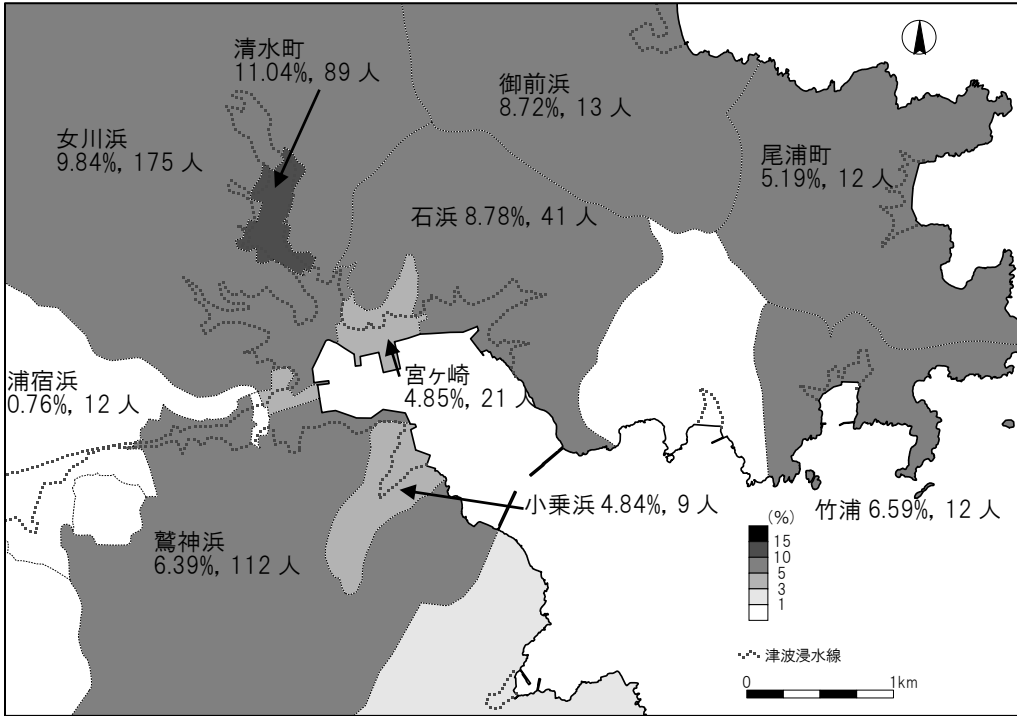 清水町
11.04%, 89 人
御前浜
8.72%, 13 人
女川浜
9.84%, 175 人
尾浦町
5.19%, 12 人
石浜 8.78%, 41 人
浦宿浜
0.76%, 12 人
宮ヶ崎
4.85%, 21 人
小乗浜 4.84%, 9 人
竹浦 6.59%, 12 人
鷲神浜
6.39%, 112 人
(%)
15
10
5
3
1
津波浸水線
0 1km